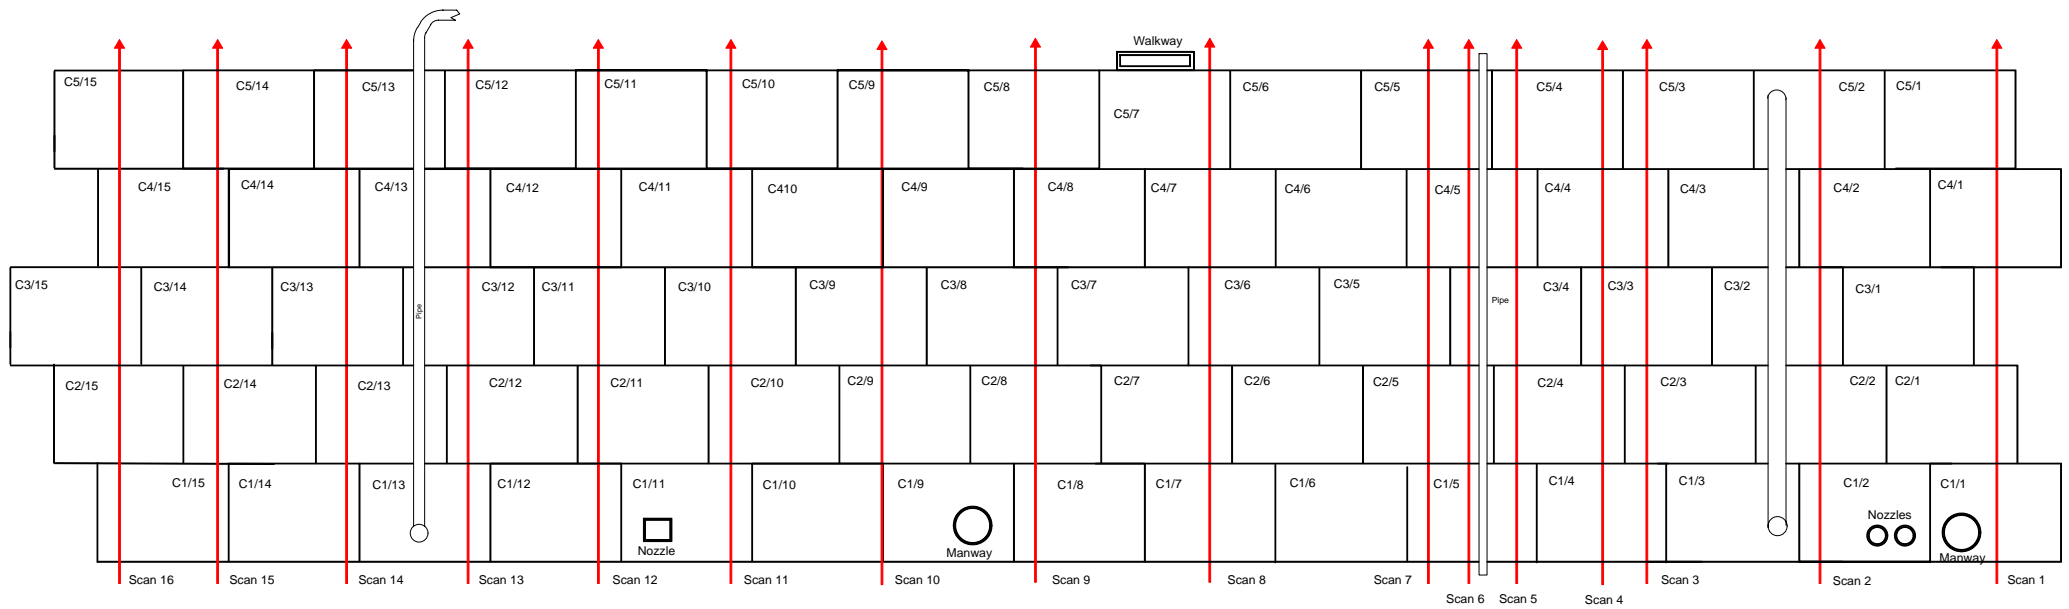 Walkway
C5/15
C5/14
C5/13
C5/12
C5/11
C5/10
C5/9
C5/8
C5/7
C5/6
C5/5
C5/4
C5/3
C5/2
C5/1
C4/15
C4/14
C4/13
C4/12
C4/11
C410
C4/9
C4/8
C4/7
C4/6
C4/5
C4/4
C4/3
C4/2
C4/1
C3/15
C3/14
C3/13
Pipe
C3/12
C3/11
C3/10
C3/9
C3/8
C3/7
C3/6
C3/5
Pipe
C3/4
C3/3
C3/2
C3/1
C2/15
C2/14
C2/13
C2/12
C2/11
C2/10
C2/9
C2/8
C2/7
C2/6
C2/5
C2/4
C2/3
C2/2
C2/1
C1/15
C1/14
C1/13
C1/12
C1/11
C1/10
C1/9
C1/8
C1/7
C1/6
C1/5
C1/4
C1/3
C1/2
C1/1
Nozzle
Manway
Nozzles
Manway
Scan 16
Scan 15
Scan 14
Scan 13
Scan 12
Scan 11
Scan 10
Scan 9
Scan 8
Scan 7
Scan 6
Scan 5
Scan 4
Scan 3
Scan 2
Scan 1